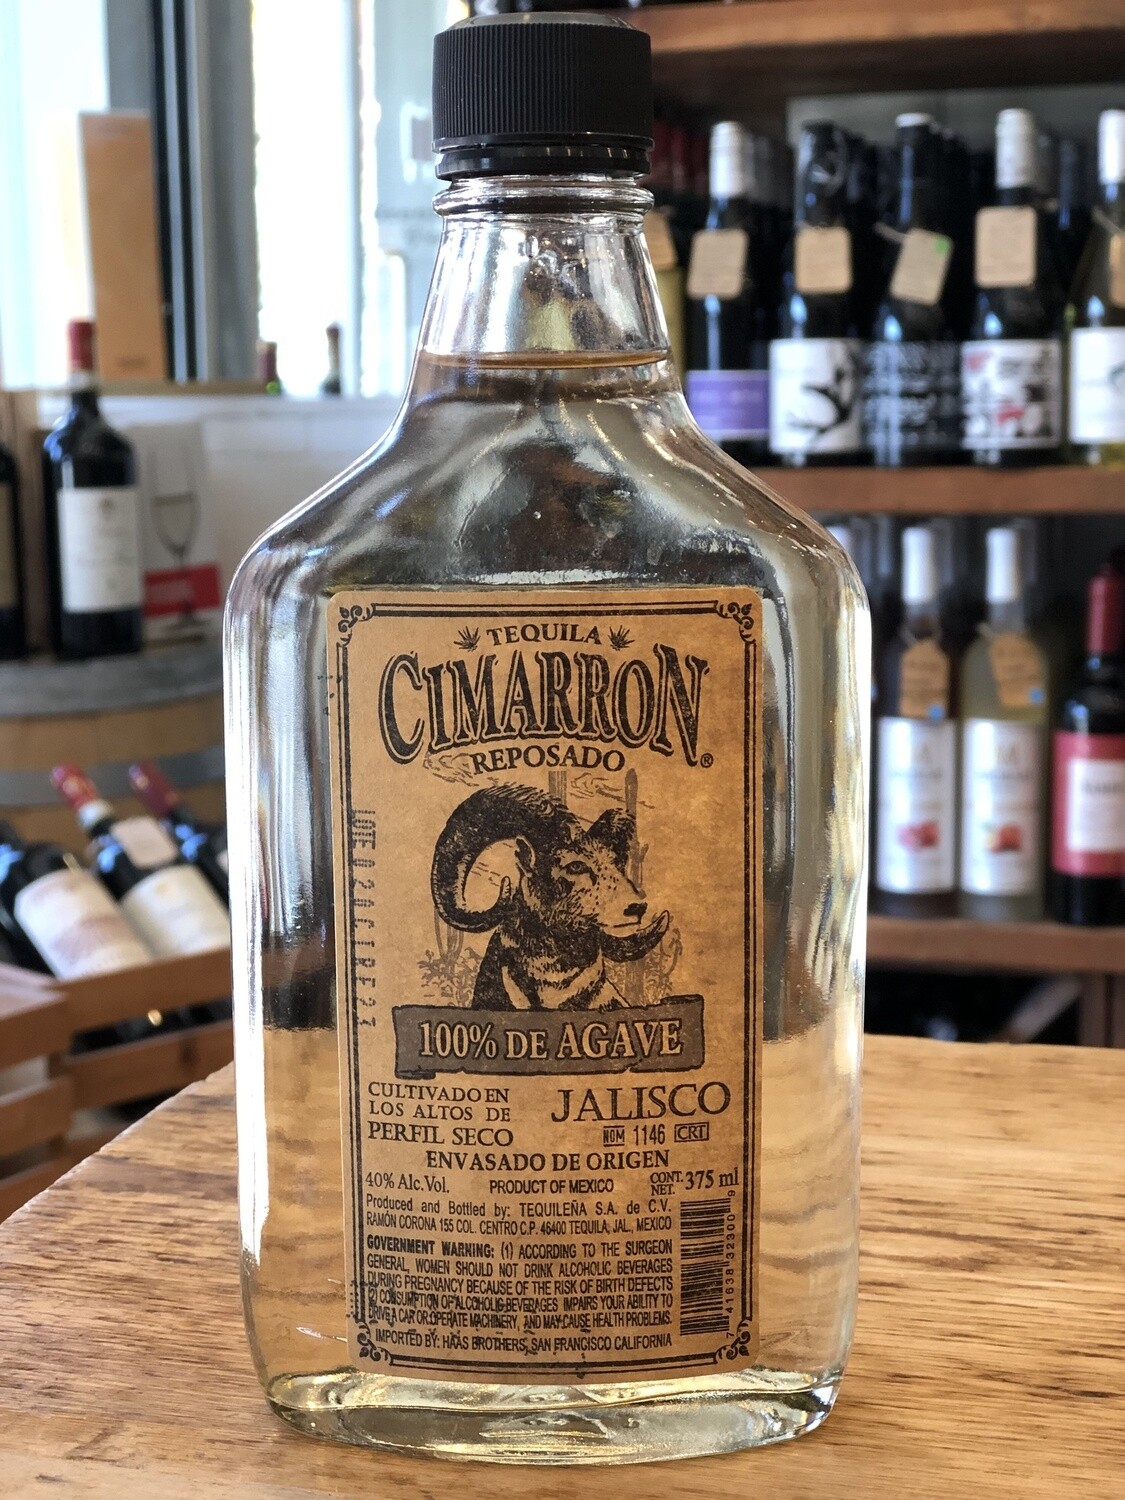 TEQUILA
CIMARRON®
REPOSADO
100% DE AGAVE
CULTIVADO EN
LOS ALTOS DE
PERFIL SECO
JALISCO
NOM 1146 CRT
ENVASADO DE ORIGEN
40% Alc.Vol. PRODUCT OF MEXICO CONT. NET. 375 ml
Produced and Bottled by: TEQUILEÑA S.A. de C.V.
RAMÓN CORONA 155 COL. CENTRO C.P. 46400 TEQUILA, JAL., MEXICO
GOVERNMENT WARNING: (1) ACCORDING TO THE SURGEON
GENERAL, WOMEN SHOULD NOT DRINK ALCOHOLIC BEVERAGES
DURING PREGNANCY BECAUSE OF THE RISK OF BIRTH DEFECTS
(2) CONSUMPTION OF ALCOHOLIC BEVERAGES IMPAIRS YOUR ABILITY TO
DRIVE A CAR OR OPERATE MACHINERY, AND MAY CAUSE HEALTH PROBLEMS.
IMPORTED BY: HAAS BROTHERS, SAN FRANCISCO CALIFORNIA
7 41638 32300 9